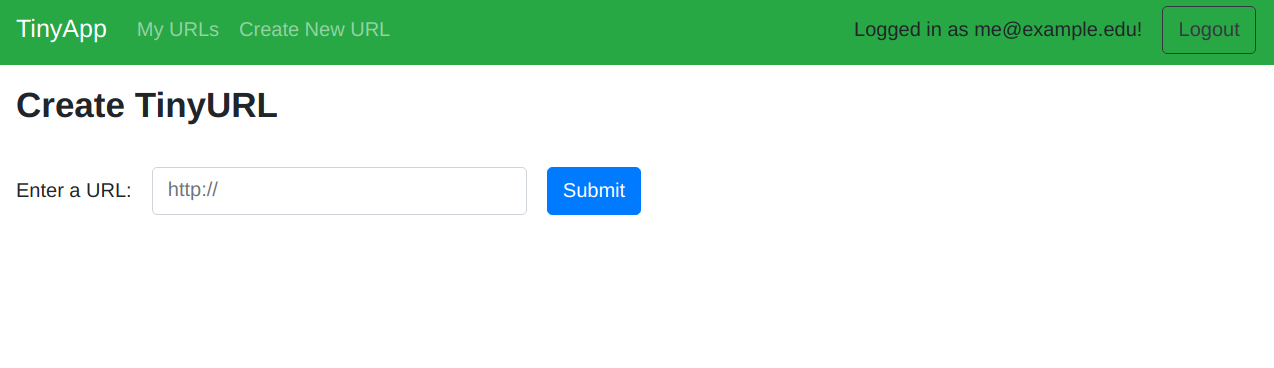 TinyApp My URLs Create New URL Logged in as me@example.edu! Logout
Create TinyURL
Enter a URL: http:// Submit